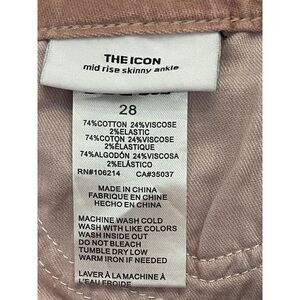 THE ICON
mid rise skinny ankle
28
74%COTTON 24%VISCOSE
2%ELASTIC
74%COTON 24%VISCOSE
2%ÉLASTIQUE
74%ALGODÓN 24%VISCOSA
2%ELÁSTICO
RN#106214 CA#35037
MADE IN CHINA
FABRIQUE EN CHINE
HECHO EN CHINA
MACHINE WASH COLD
WASH WITH LIKE COLORS
WASH INSIDE OUT
DO NOT BLEACH
TUMBLE DRY LOW
WARM IRON IF NEEDED
LAVER À LA MACHINE À
L'EAU FROIDE